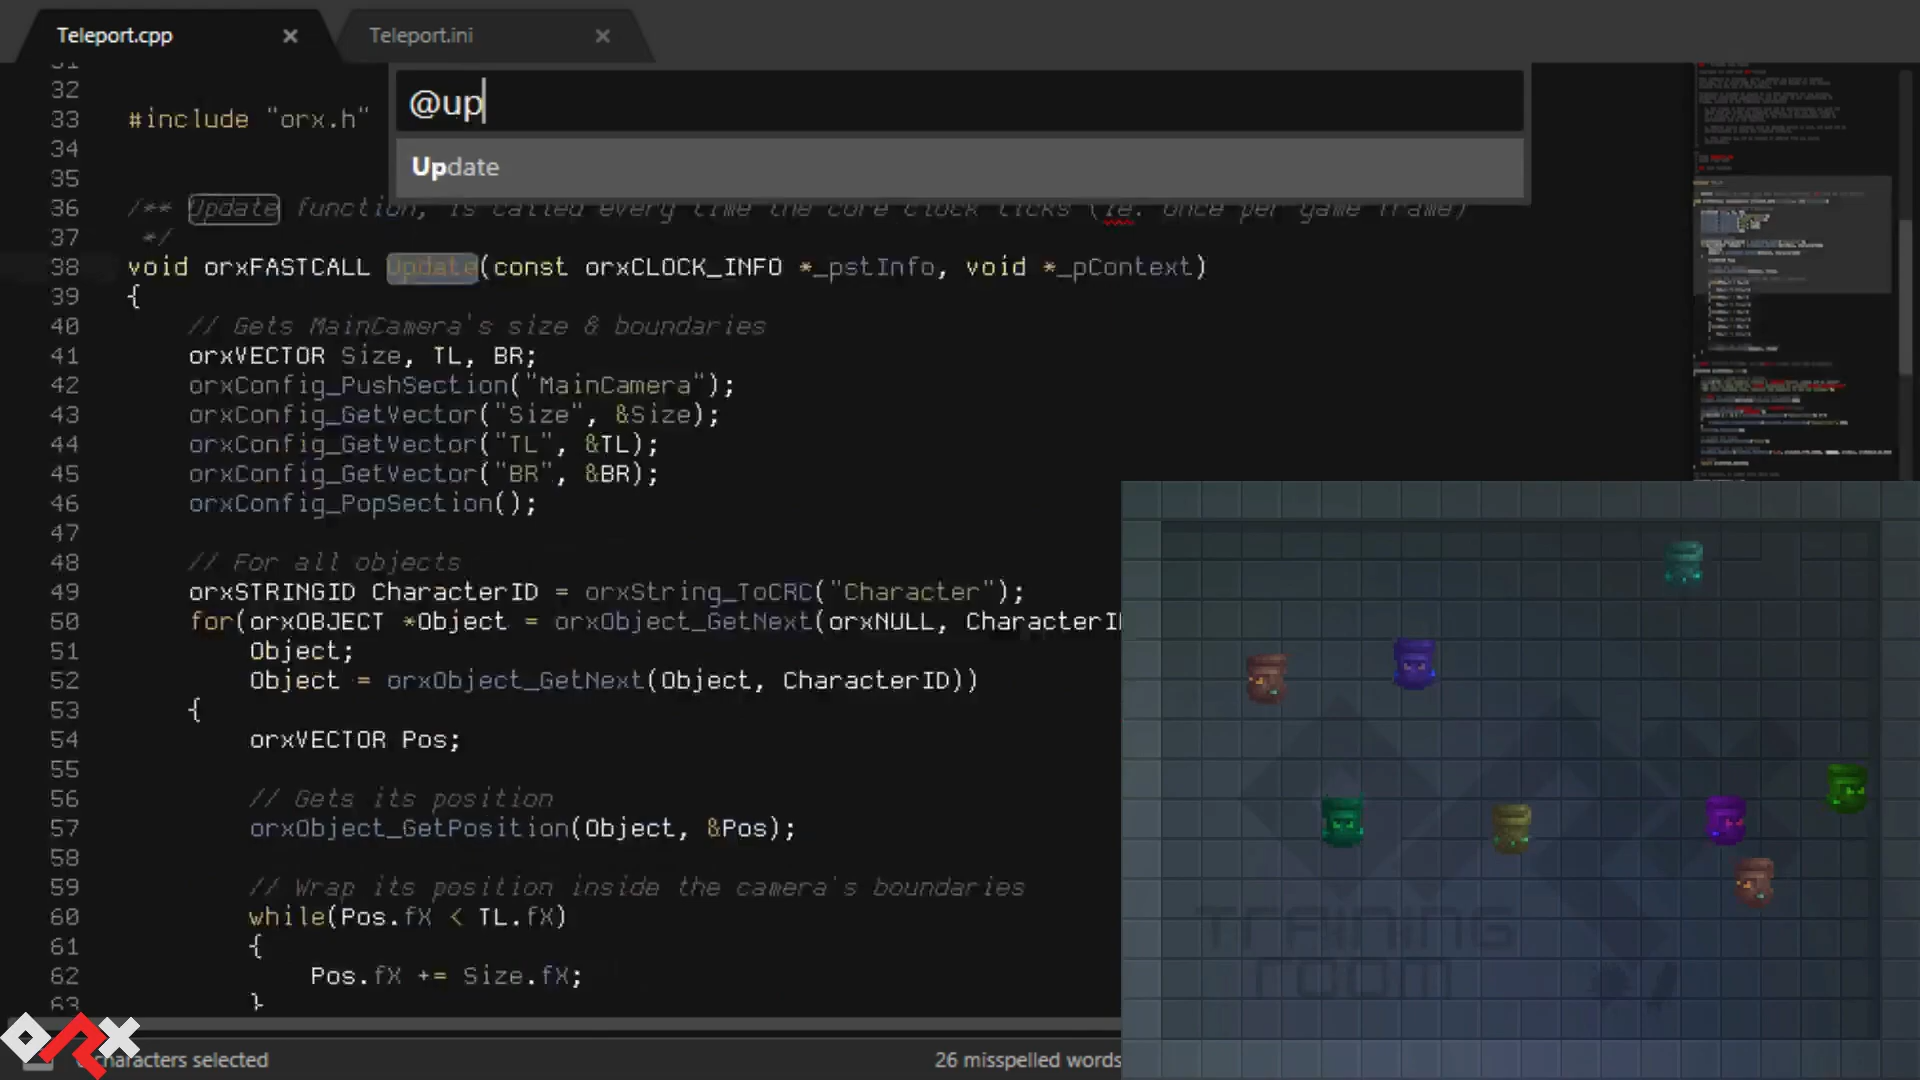 Teleport.cpp
Teleport.ini
@up
Update
32
33 #include "orx.h"
34
35
36 /** Update function, is called every time the core clock ticks (ie. once per game frame)
37 */
38 void orxFASTCALL Update(const orxCLOCK_INFO *_pstInfo, void *_pContext)
39 {
40 // Gets MainCamera's size & boundaries
41 orxVECTOR Size, TL, BR;
42 orxConfig_PushSection("MainCamera");
43 orxConfig_GetVector("Size", &Size);
44 orxConfig_GetVector("TL", &TL);
45 orxConfig_GetVector("BR", &BR);
46 orxConfig_PopSection();
47
48 // For all objects
49 orxSTRINGID CharacterID = orxString_ToCRC("Character");
50 for(orxOBJECT *Object = orxObject_GetNext(orxNULL, CharacterI
51 Object;
52 Object = orxObject_GetNext(Object, CharacterID))
53 {
54 orxVECTOR Pos;
55
56 // Gets its position
57 orxObject_GetPosition(Object, &Pos);
58
59 // Wrap its position inside the camera's boundaries
60 while(Pos.fX < TL.fX)
61 {
62 Pos.fX += Size.fX;
63 }
TRAINING
ROOM
ORX
characters selected
26 misspelled words